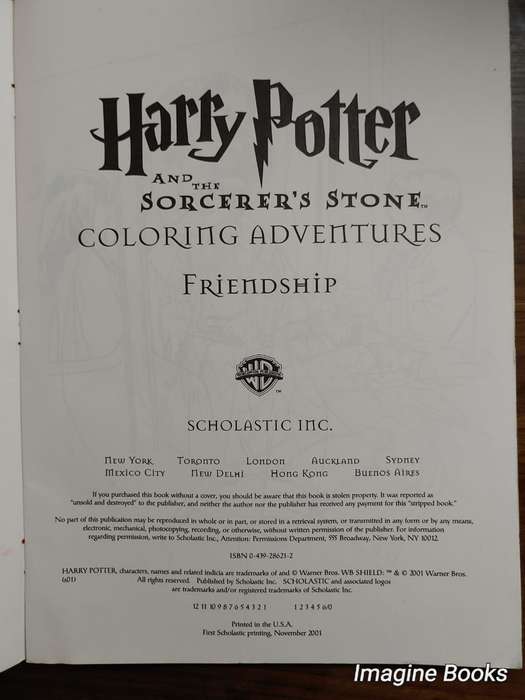 Harry Potter
AND THE
SORCERER'S STONE™
COLORING ADVENTURES
FRIENDSHIP
WB
™
SCHOLASTIC INC.
NEW YORK TORONTO LONDON AUCKLAND SYDNEY
MEXICO CITY NEW DELHI HONG KONG BUENOS AIRES
If you purchased this book without a cover, you should be aware that this book is stolen property. It was reported as
"unsold and destroyed" to the publisher, and neither the author nor the publisher has received any payment for this "stripped book."
No part of this publication may be reproduced in whole or in part, or stored in a retrieval system, or transmitted in any form or by any means,
electronic, mechanical, photocopying, recording, or otherwise, without written permission of the publisher. For information
regarding permission, write to Scholastic Inc., Attention: Permissions Department, 555 Broadway, New York, NY 10012.
ISBN 0-439-28621-2
HARRY POTTER, characters, names and related indicia are trademarks of and © Warner Bros. WB SHIELD: ™ & © 2001 Warner Bros.
(s01) All rights reserved. Published by Scholastic Inc. SCHOLASTIC and associated logos
are trademarks and/or registered trademarks of Scholastic Inc.
12 11 10 9 8 7 6 5 4 3 2 1 1 2 3 4 5 6/0
Printed in the U.S.A.
First Scholastic printing, November 2001
Imagine Books